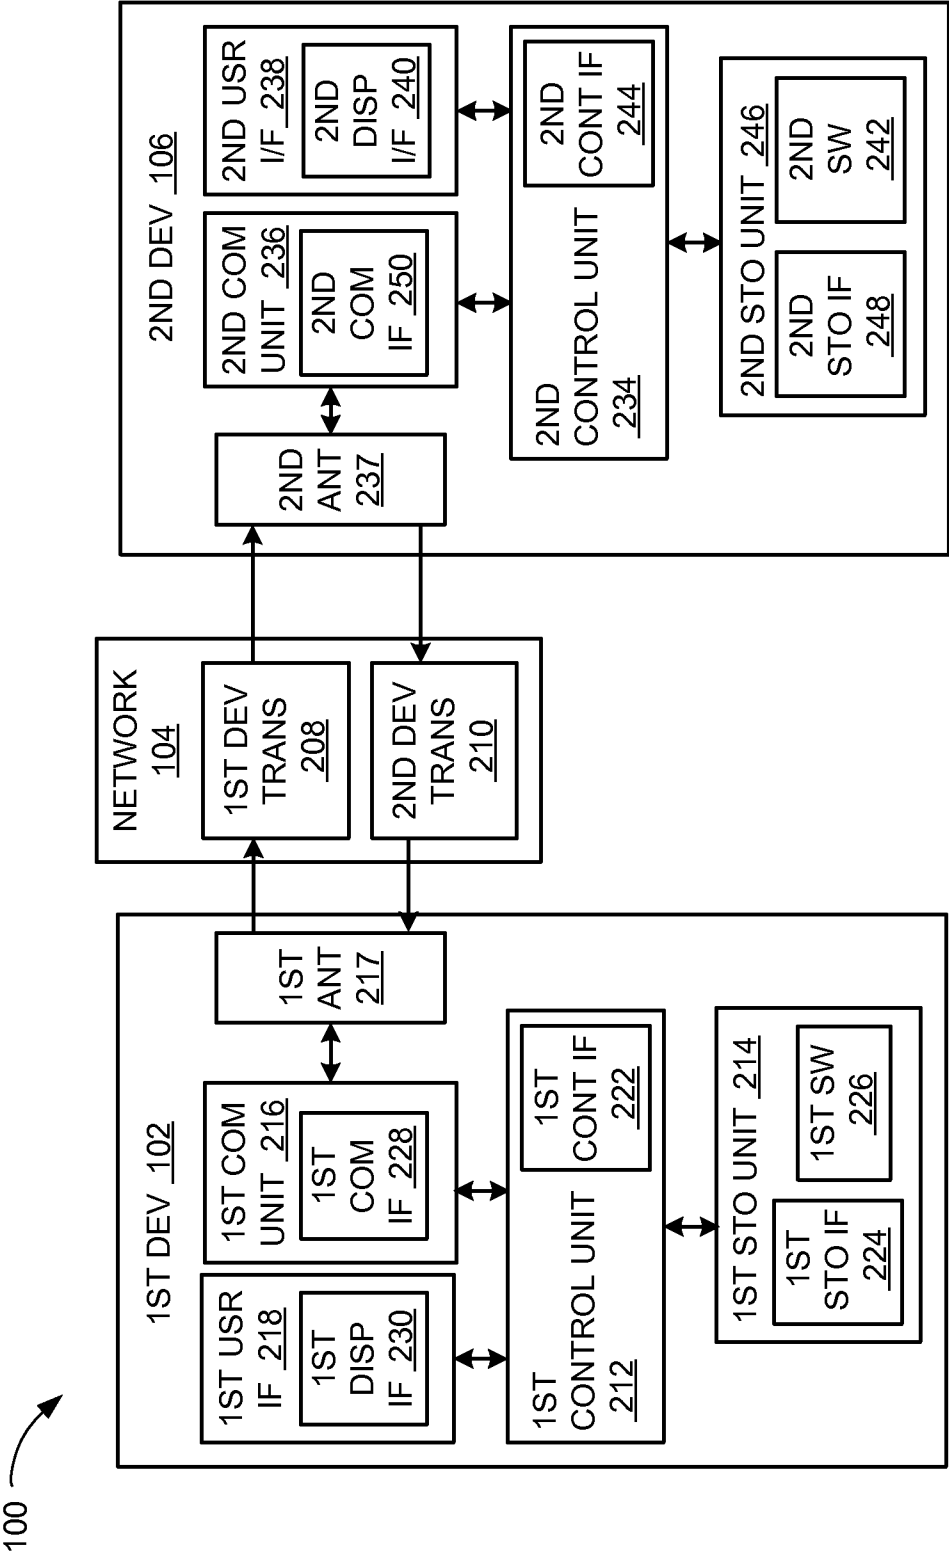 100
1ST DEV 102
1ST USR
IF 218
1ST
DISP
IF 230
1ST COM
UNIT 216
1ST
COM
IF 228
1ST
ANT
217
1ST
CONTROL UNIT
212
1ST
CONT IF
222
1ST STO UNIT 214
1ST
STO IF
224
1ST SW
226
NETWORK
104
1ST DEV
TRANS
208
2ND DEV
TRANS
210
2ND DEV 106
2ND ANT
237
2ND COM
UNIT 236
2ND
COM
IF 250
2ND USR
I/F 238
2ND
DISP
I/F 240
2ND
CONTROL UNIT
234
2ND
CONT IF
244
2ND STO UNIT 246
2ND
STO IF
248
2ND
SW
242